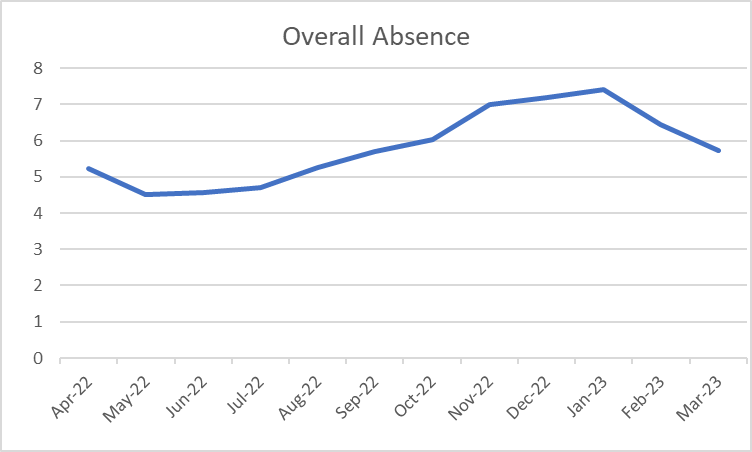 Overall Absence
8
7
6
5
4
3
2
1
0
Apr-22
May-22
Jun-22
Jul-22
Aug-22
Sep-22
Oct-22
Nov-22
Dec-22
Jan-23
Feb-23
Mar-23